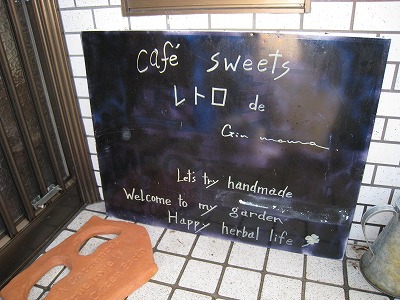 Café sweets
レトロ de
Gin mama
Let's try handmade
Welcome to my garden
Happy herbal life